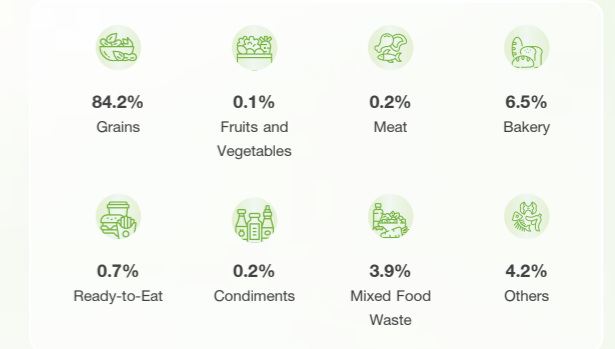 84.2%
Grains
0.1%
Fruits and
Vegetables
0.2%
Meat
6.5%
Bakery
0.7%
Ready-to-Eat
0.2%
Condiments
3.9%
Mixed Food
Waste
4.2%
Others